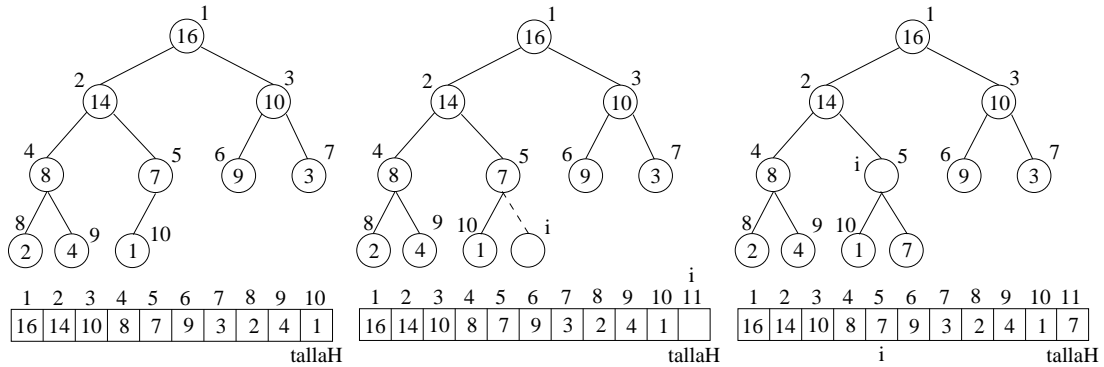 1 1 1
16 16 16
2 3 2 3 2 3
14 10 14 10 14 10
4 5 6 7 4 5 6 7 4 i 5 6 7
8 7 9 3 8 7 9 3 8 9 3
8 9 10 8 9 10 i 8 9 10
2 4 1 2 4 1 2 4 1 7
i
1 2 3 4 5 6 7 8 9 10 1 2 3 4 5 6 7 8 9 10 11 1 2 3 4 5 6 7 8 9 10 11
16 14 10 8 7 9 3 2 4 1 16 14 10 8 7 9 3 2 4 1 16 14 10 8 7 9 3 2 4 1 7
tallaH tallaH i tallaH